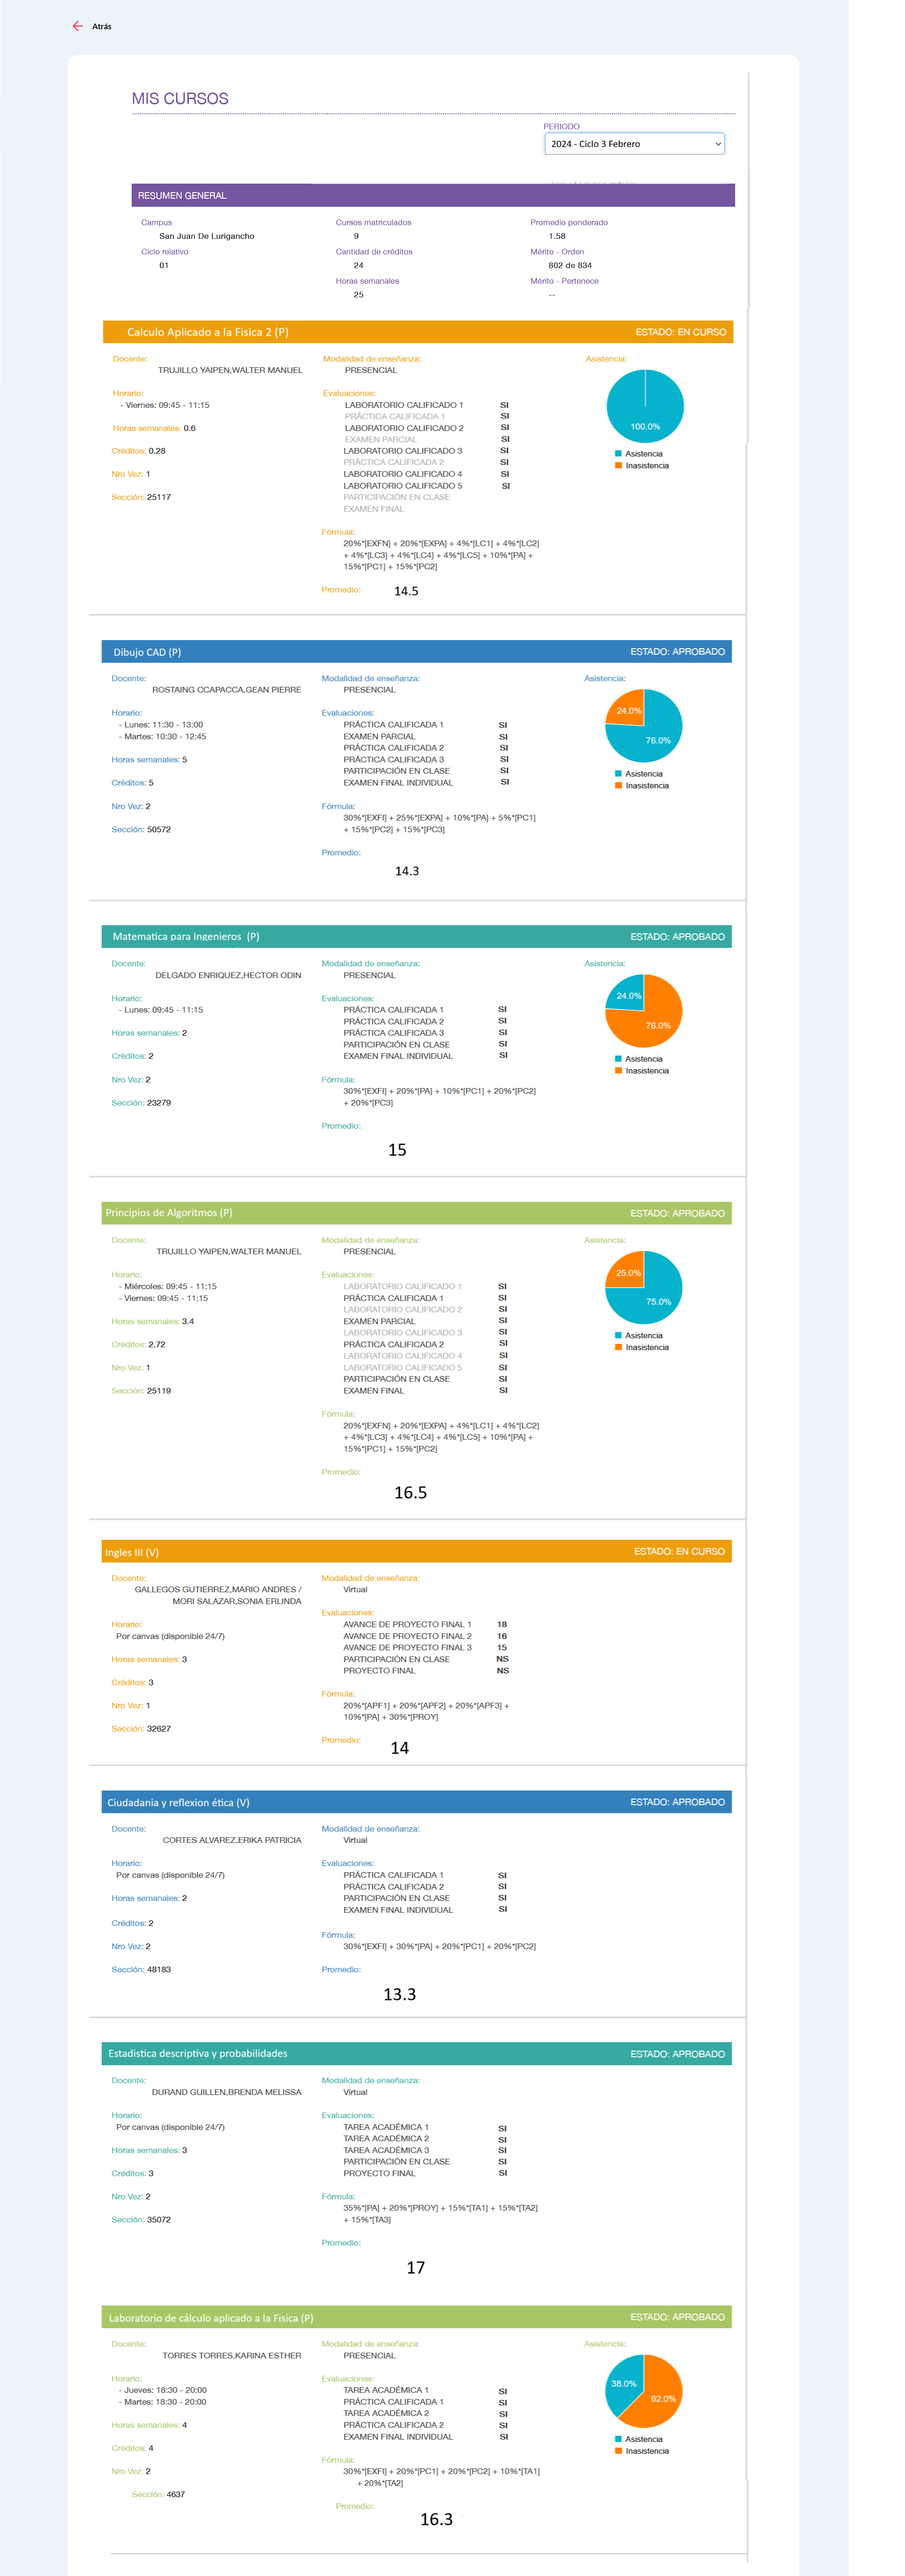 Atrás
MIS CURSOS
PERIODO
2024 - Ciclo 3 Febrero
RESUMEN GENERAL
Campus
San Juan De Lurigancho
Ciclo relativo
01
Cursos matriculados
9
Cantidad de créditos
24
Horas semanales
25
Promedio ponderado
1.58
Mérito - Orden
802 de 834
Mérito - Pertenece
--
Calculo Aplicado a la Fisica 2 (P)
ESTADO: EN CURSO
Docente:
TRUJILLO YAIPEN,WALTER MANUEL
Horario:
- Viernes: 09:45 - 11:15
Horas semanales: 0.6
Créditos: 0.28
Nro Vez: 1
Sección: 25117
Modalidad de enseñanza:
PRESENCIAL
Evaluaciones:
LABORATORIO CALIFICADO 1 SI
PRÁCTICA CALIFICADA 1 SI
LABORATORIO CALIFICADO 2 SI
EXAMEN PARCIAL SI
LABORATORIO CALIFICADO 3 SI
PRÁCTICA CALIFICADA 2 SI
LABORATORIO CALIFICADO 4 SI
LABORATORIO CALIFICADO 5 SI
PARTICIPACIÓN EN CLASE
EXAMEN FINAL
Fórmula:
20%*[EXFN] + 20%*[EXPA] + 4%*[LC1] + 4%*[LC2]
+ 4%*[LC3] + 4%*[LC4] + 4%*[LC5] + 10%*[PA] +
15%*[PC1] + 15%*[PC2]
Promedio: 14.5
Asistencia:
100.0%
Asistencia
Inasistencia
Dibujo CAD (P)
ESTADO: APROBADO
Docente:
ROSTAING CCAPACCA,GEAN PIERRE
Horario:
- Lunes: 11:30 - 13:00
- Martes: 10:30 - 12:45
Horas semanales: 5
Créditos: 5
Nro Vez: 2
Sección: 50572
Modalidad de enseñanza:
PRESENCIAL
Evaluaciones:
PRÁCTICA CALIFICADA 1 SI
EXAMEN PARCIAL SI
PRÁCTICA CALIFICADA 2 SI
PRÁCTICA CALIFICADA 3 SI
PARTICIPACIÓN EN CLASE SI
EXAMEN FINAL INDIVIDUAL SI
Fórmula:
30%*[EXFI] + 25%*[EXPA] + 10%*[PA] + 5%*[PC1]
+ 15%*[PC2] + 15%*[PC3]
Promedio:
14.3
Asistencia:
24.0%
76.0%
Asistencia
Inasistencia
Matematica para Ingenieros (P)
ESTADO: APROBADO
Docente:
DELGADO ENRIQUEZ,HECTOR ODIN
Horario:
- Lunes: 09:45 - 11:15
Horas semanales: 2
Créditos: 2
Nro Vez: 2
Sección: 23279
Modalidad de enseñanza:
PRESENCIAL
Evaluaciones:
PRÁCTICA CALIFICADA 1 SI
PRÁCTICA CALIFICADA 2 SI
PRÁCTICA CALIFICADA 3 SI
PARTICIPACIÓN EN CLASE SI
EXAMEN FINAL INDIVIDUAL SI
Fórmula:
30%*[EXFI] + 20%*[PA] + 10%*[PC1] + 20%*[PC2]
+ 20%*[PC3]
Promedio:
15
Asistencia:
24.0%
76.0%
Asistencia
Inasistencia
Principios de Algoritmos (P)
ESTADO: APROBADO
Docente:
TRUJILLO YAIPEN,WALTER MANUEL
Horario:
- Miércoles: 09:45 - 11:15
- Viernes: 09:45 - 11:15
Horas semanales: 3.4
Créditos: 2.72
Nro Vez: 1
Sección: 25119
Modalidad de enseñanza:
PRESENCIAL
Evaluaciones:
LABORATORIO CALIFICADO 1 SI
PRÁCTICA CALIFICADA 1 SI
LABORATORIO CALIFICADO 2 SI
EXAMEN PARCIAL SI
LABORATORIO CALIFICADO 3 SI
PRÁCTICA CALIFICADA 2 SI
LABORATORIO CALIFICADO 4 SI
LABORATORIO CALIFICADO 5 SI
PARTICIPACIÓN EN CLASE SI
EXAMEN FINAL SI
Fórmula:
20%*[EXFN] + 20%*[EXPA] + 4%*[LC1] + 4%*[LC2]
+ 4%*[LC3] + 4%*[LC4] + 4%*[LC5] + 10%*[PA] +
15%*[PC1] + 15%*[PC2]
Promedio:
16.5
Asistencia:
25.0%
75.0%
Asistencia
Inasistencia
Ingles III (V)
ESTADO: EN CURSO
Docente:
GALLEGOS GUTIERREZ,MARIO ANDRES /
MORI SALAZAR,SONIA ERLINDA
Horario:
Por canvas (disponible 24/7)
Horas semanales: 3
Créditos: 3
Nro Vez: 1
Sección: 32627
Modalidad de enseñanza:
Virtual
Evaluaciones:
AVANCE DE PROYECTO FINAL 1 18
AVANCE DE PROYECTO FINAL 2 16
AVANCE DE PROYECTO FINAL 3 15
PARTICIPACIÓN EN CLASE NS
PROYECTO FINAL NS
Fórmula:
20%*[APF1] + 20%*[APF2] + 20%*[APF3] +
10%*[PA] + 30%*[PROY]
Promedio:
14
Ciudadania y reflexion ética (V)
ESTADO: APROBADO
Docente:
CORTES ALVAREZ,ERIKA PATRICIA
Horario:
Por canvas (disponible 24/7)
Horas semanales: 2
Créditos: 2
Nro Vez: 2
Sección: 48183
Modalidad de enseñanza:
Virtual
Evaluaciones:
PRÁCTICA CALIFICADA 1 SI
PRÁCTICA CALIFICADA 2 SI
PARTICIPACIÓN EN CLASE SI
EXAMEN FINAL INDIVIDUAL SI
Fórmula:
30%*[EXFI] + 30%*[PA] + 20%*[PC1] + 20%*[PC2]
Promedio:
13.3
Estadistica descriptiva y probabilidades
ESTADO: APROBADO
Docente:
DURAND GUILLEN,BRENDA MELISSA
Horario:
Por canvas (disponible 24/7)
Horas semanales: 3
Créditos: 3
Nro Vez: 2
Sección: 35072
Modalidad de enseñanza:
Virtual
Evaluaciones:
TAREA ACADÉMICA 1 SI
TAREA ACADÉMICA 2 SI
TAREA ACADÉMICA 3 SI
PARTICIPACIÓN EN CLASE SI
PROYECTO FINAL SI
Fórmula:
35%*[PA] + 20%*[PROY] + 15%*[TA1] + 15%*[TA2]
+ 15%*[TA3]
Promedio:
17
Laboratorio de cálculo aplicado a la Fisica (P)
ESTADO: APROBADO
Docente:
TORRES TORRES,KARINA ESTHER
Horario:
- Jueves: 18:30 - 20:00
- Martes: 18:30 - 20:00
Horas semanales: 4
Créditos: 4
Nro Vez: 2
Sección: 4637
Modalidad de enseñanza:
PRESENCIAL
Evaluaciones:
TAREA ACADÉMICA 1 SI
PRÁCTICA CALIFICADA 1 SI
TAREA ACADÉMICA 2 SI
PRÁCTICA CALIFICADA 2 SI
EXAMEN FINAL INDIVIDUAL SI
Fórmula:
30%*[EXFI] + 20%*[PC1] + 20%*[PC2] + 10%*[TA1]
+ 20%*[TA2]
Promedio:
16.3
Asistencia:
38.0%
62.0%
Asistencia
Inasistencia